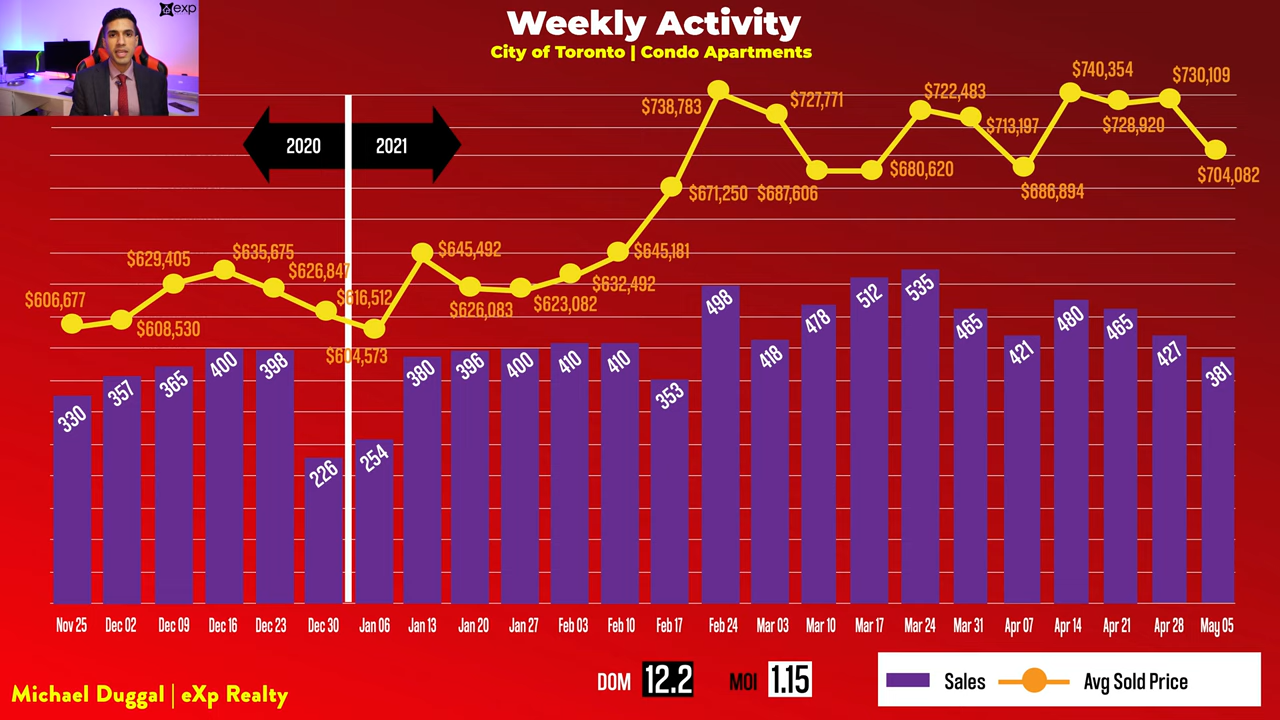 exp
Weekly Activity
City of Toronto | Condo Apartments
2020
2021
$606,677
$608,530
$629,405
$635,675
$626,847
$616,512
$604,573
$645,492
$626,083
$623,082
$632,492
$645,181
$671,250
$738,783
$727,771
$687,606
$680,620
$722,483
$713,197
$686,894
$740,354
$728,920
$730,109
$704,082
330
357
365
400
398
226
254
380
396
400
410
410
353
498
418
478
512
535
465
421
480
465
427
381
Nov 25
Dec 02
Dec 09
Dec 16
Dec 23
Dec 30
Jan 06
Jan 13
Jan 20
Jan 27
Feb 03
Feb 10
Feb 17
Feb 24
Mar 03
Mar 10
Mar 17
Mar 24
Mar 31
Apr 07
Apr 14
Apr 21
Apr 28
May 05
DOM 12.2
MOI 1.15
Sales
Avg Sold Price
Michael Duggal | eXp Realty